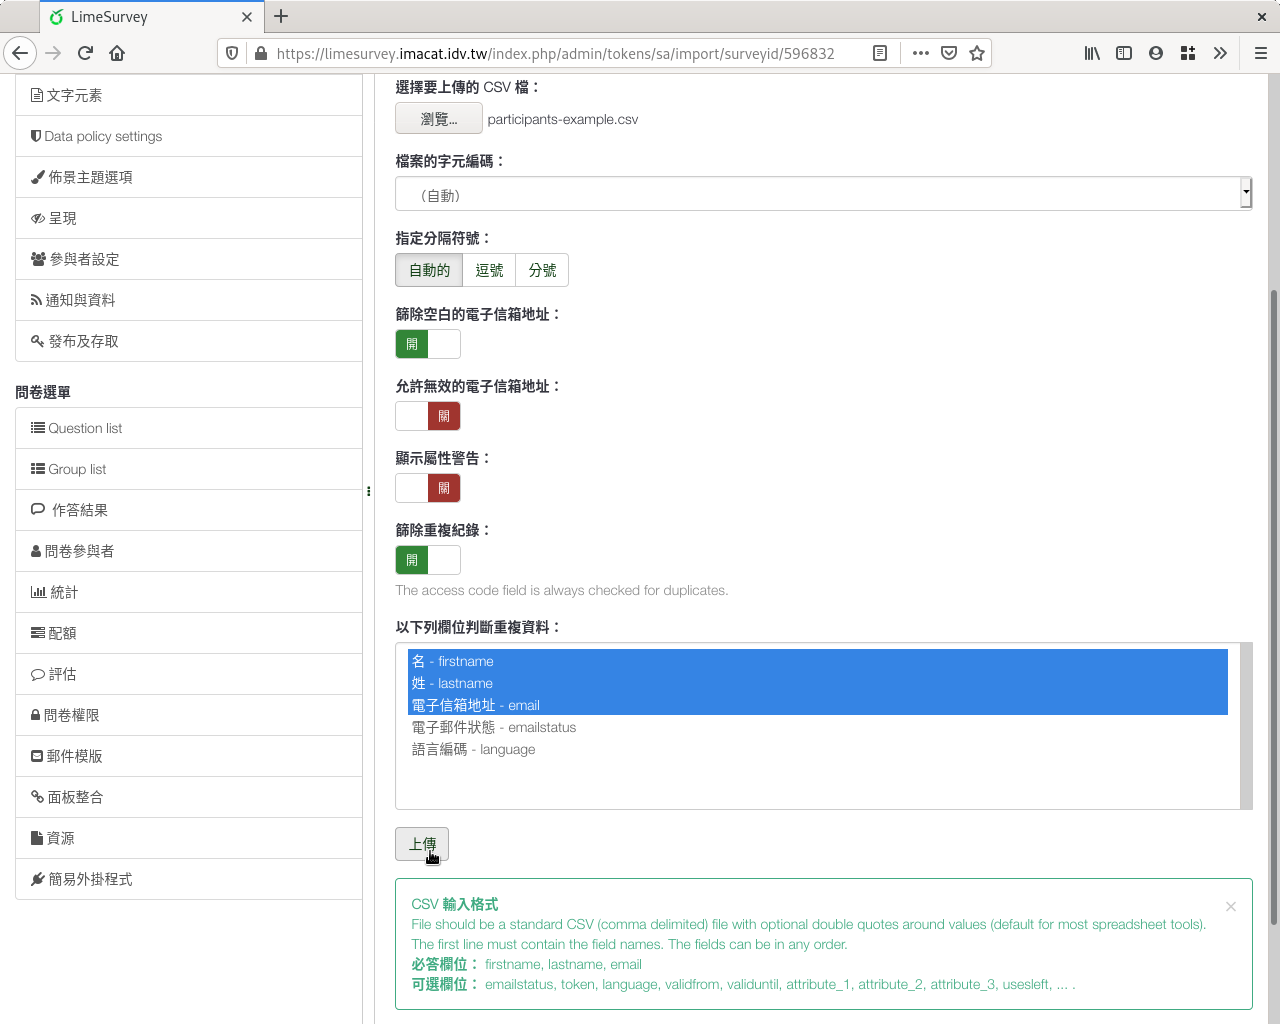 LimeSurvey
https://limesurvey.imacat.idv.tw/index.php/admin/tokens/sa/import/surveyid/596832
文字元素
Data policy settings
佈景主題選項
呈現
參與者設定
通知與資料
發布及存取
問卷選單
Question list
Group list
作答結果
問卷參與者
統計
配額
評估
問卷權限
郵件模版
面板整合
資源
簡易外掛程式
選擇要上傳的 CSV 檔：
瀏覽... participants-example.csv
檔案的字元編碼：
（自動）
指定分隔符號：
自動的 逗號 分號
篩除空白的電子信箱地址：
開
允許無效的電子信箱地址：
關
顯示屬性警告：
關
篩除重複紀錄：
開
The access code field is always checked for duplicates.
以下列欄位判斷重複資料：
名 - firstname
姓 - lastname
電子信箱地址 - email
電子郵件狀態 - emailstatus
語言編碼 - language
上傳
CSV 輸入格式
File should be a standard CSV (comma delimited) file with optional double quotes around values (default for most spreadsheet tools).
The first line must contain the field names. The fields can be in any order.
必答欄位： firstname, lastname, email
可選欄位： emailstatus, token, language, validfrom, validuntil, attribute_1, attribute_2, attribute_3, usesleft, ... .